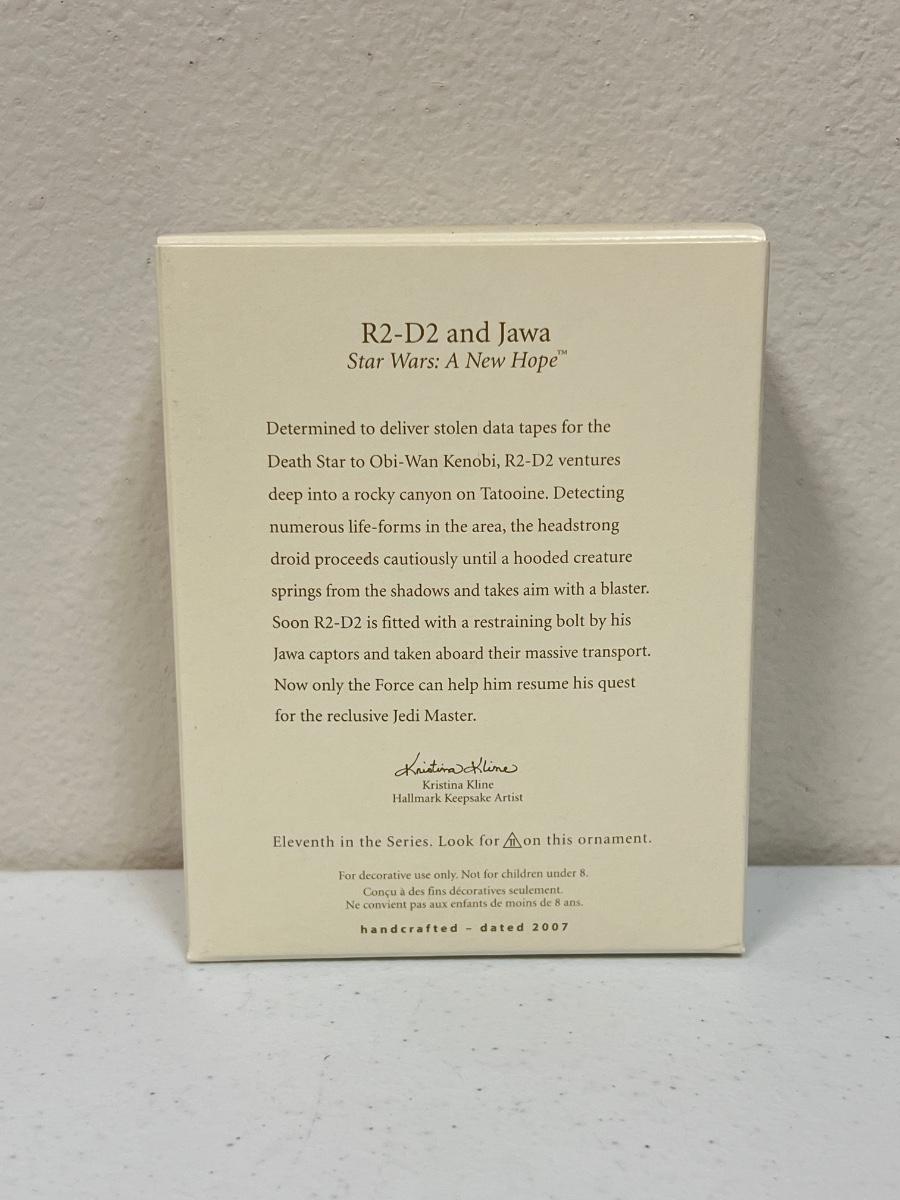 R2-D2 and Jawa
Star Wars: A New Hope™
Determined to deliver stolen data tapes for the
Death Star to Obi-Wan Kenobi, R2-D2 ventures
deep into a rocky canyon on Tatooine. Detecting
numerous life-forms in the area, the headstrong
droid proceeds cautiously until a hooded creature
springs from the shadows and takes aim with a blaster.
Soon R2-D2 is fitted with a restraining bolt by his
Jawa captors and taken aboard their massive transport.
Now only the Force can help him resume his quest
for the reclusive Jedi Master.
Kristina Kline
Kristina Kline
Hallmark Keepsake Artist
Eleventh in the Series. Look for 11 on this ornament.
For decorative use only. Not for children under 8.
Conçu à des fins décoratives seulement.
Ne convient pas aux enfants de moins de 8 ans.
handcrafted – dated 2007